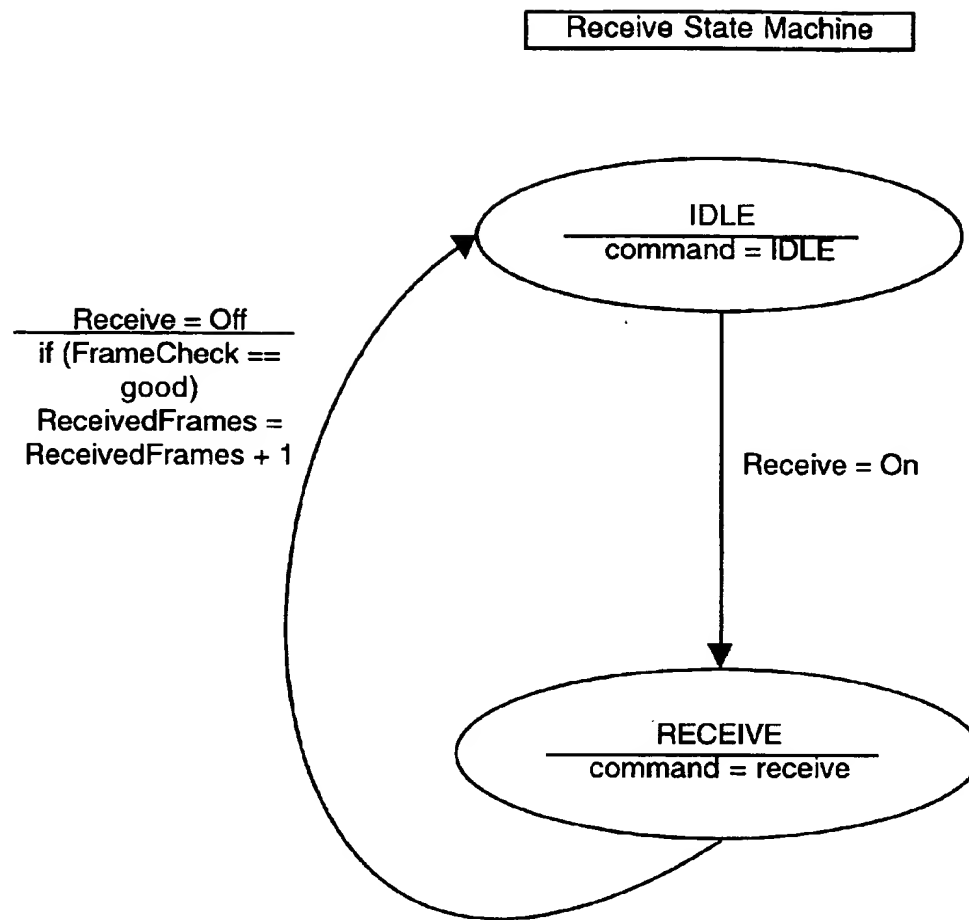 Receive State Machine
IDLE
command = IDLE
Receive = Off
if (FrameCheck ==
good)
ReceivedFrames =
ReceivedFrames + 1
Receive = On
RECEIVE
command = receive